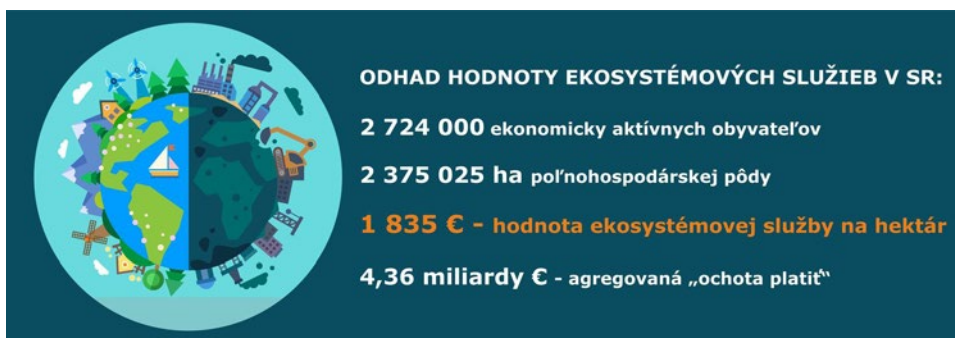 ODHAD HODNOTY EKOSYSTÉMOVÝCH SLUŽIEB V SR:
2 724 000 ekonomicky aktívnych obyvateľov
2 375 025 ha poľnohospodárskej pôdy
1 835 € - hodnota ekosystémovej služby na hektár
4,36 miliardy € - agregovaná „ochota platiť“